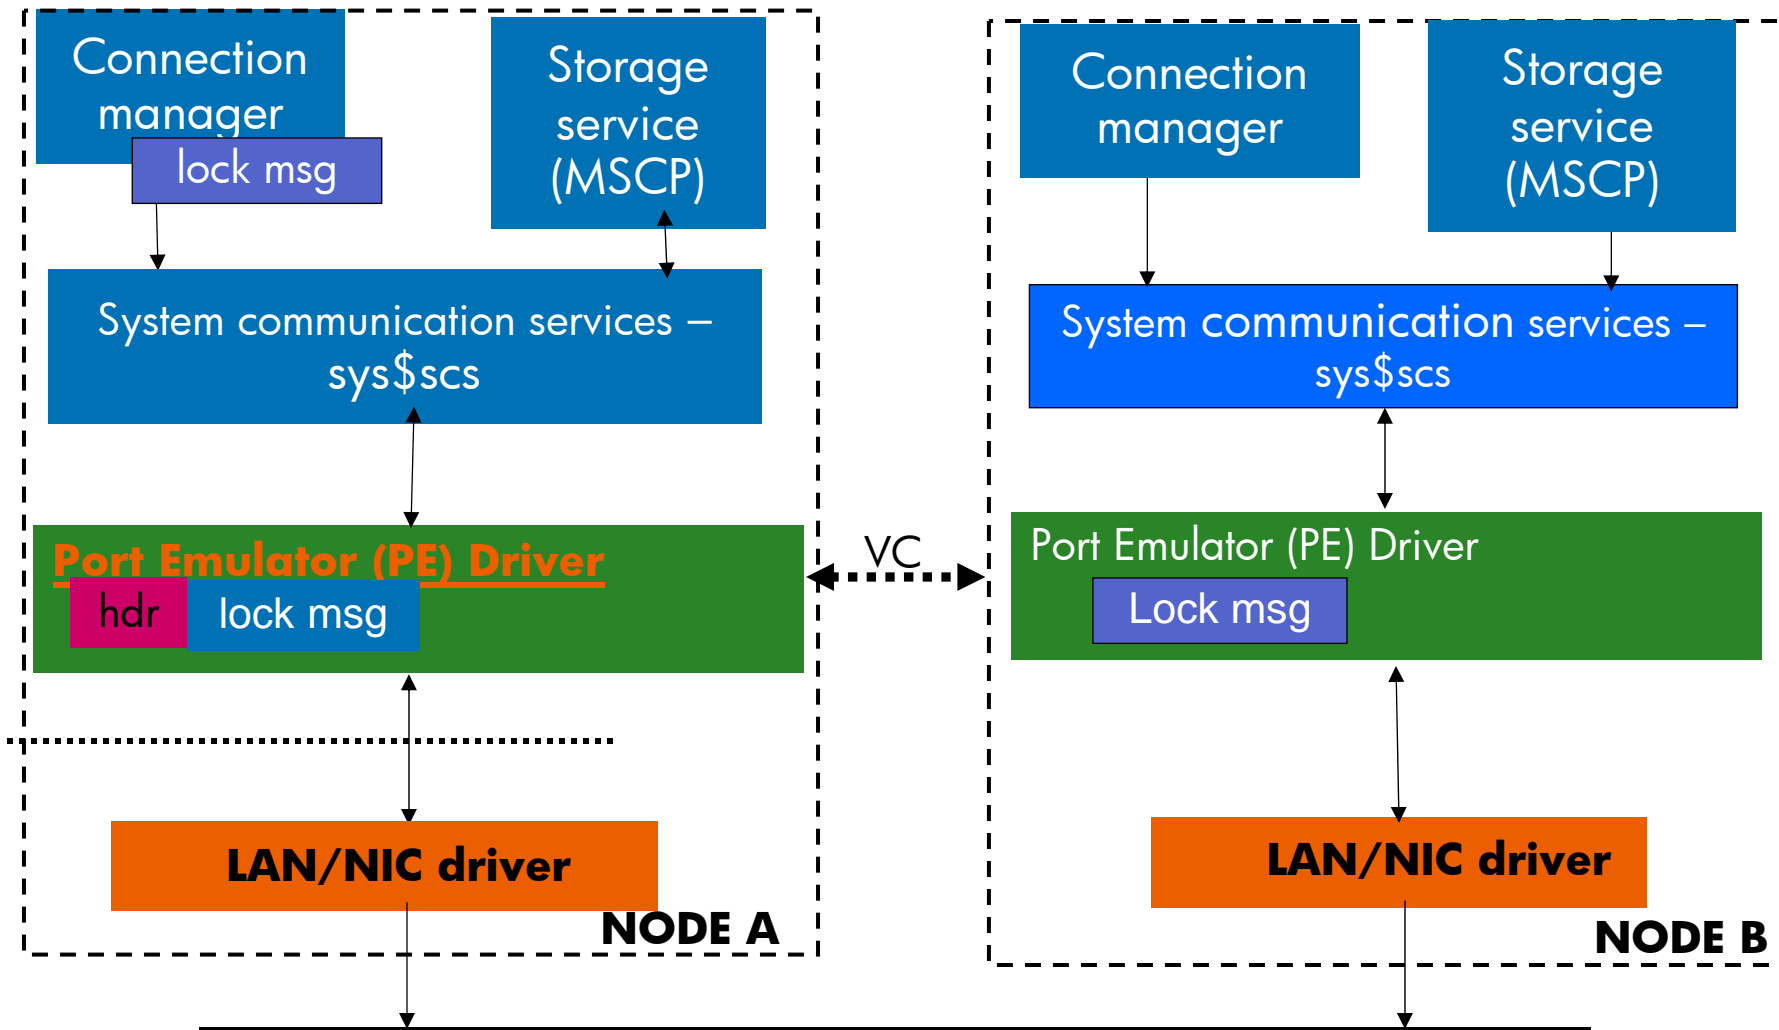 Connection
manager
lock msg
Storage
service
(MSCP)
System communication services –
sys$scs
Port Emulator (PE) Driver
hdr
lock msg
LAN/NIC driver
NODE A
VC
Connection
manager
Storage
service
(MSCP)
System communication services –
sys$scs
Port Emulator (PE) Driver
Lock msg
LAN/NIC driver
NODE B